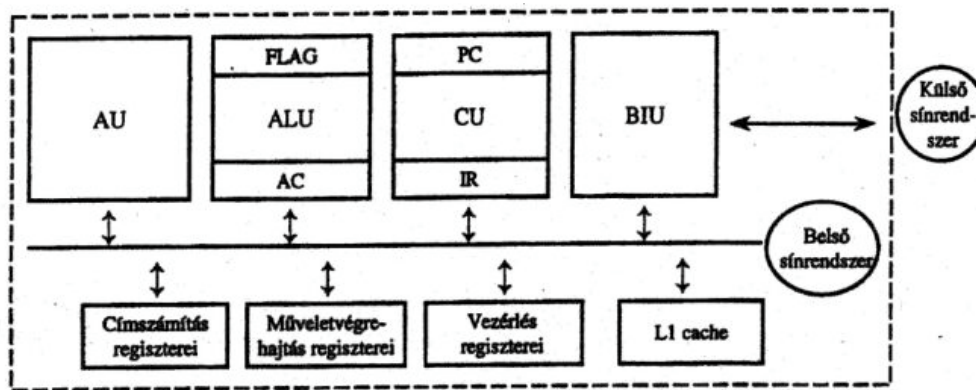 FLAG
PC
AU
ALU
CU
BIU
AC
IR
Külső
sínrend-
szer
Belső
sínrendszer
Címszámítás
regiszterei
Műveletvégre-
hajtás regiszterei
Vezérlés
regiszterei
L1 cache